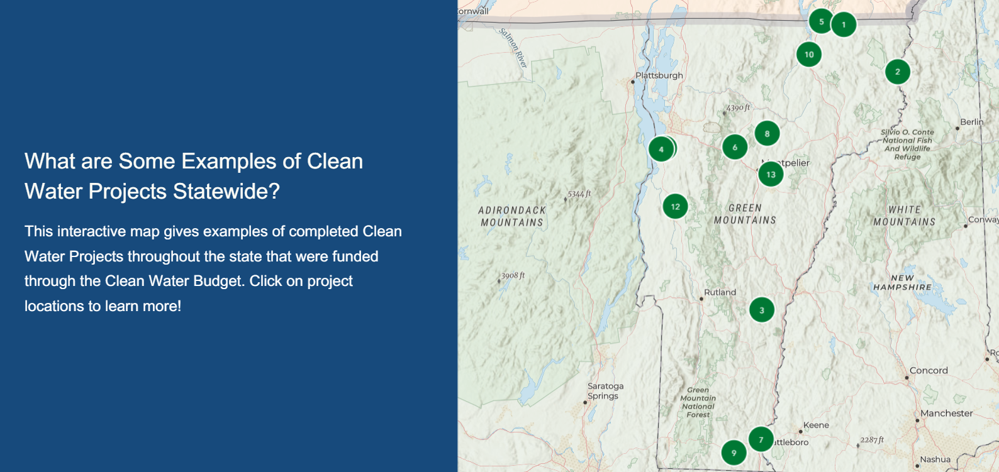 What are Some Examples of Clean
Water Projects Statewide?
This interactive map gives examples of completed Clean
Water Projects throughout the state that were funded
through the Clean Water Budget. Click on project
locations to learn more!
ornwall
Salmon River
5
1
10
2
Plattsburgh
4390 ft
Berlin
8
6
4
Silvio O. Conte
National Fish
And Wildlife
Refuge
Montpelier
13
5344 ft
12
ADIRONDACK
MOUNTAINS
GREEN
MOUNTAINS
WHITE
MOUNTAINS
Conway
3908 ft
NEW
HAMPSHIRE
Rutland
3
Ro
Concord
Saratoga
Springs
Green
Mountain
National
Forest
Manchester
Keene
7
attleboro
2287 ft
9
Nashua